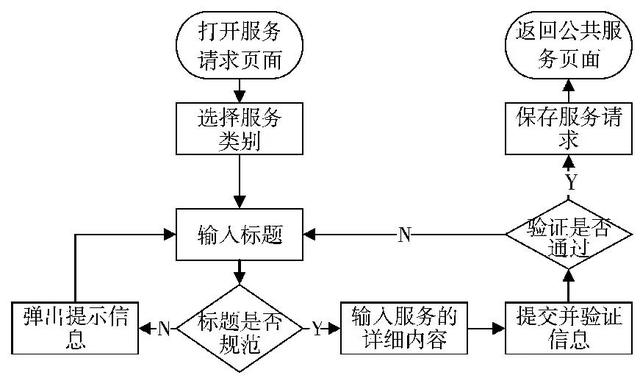 打开服务
请求页面
返回公共服
务页面
选择服务
类别
保存服务请
求
Y
输入标题
N
验证是否
通过
弹出提示信
息
N
标题是否
规范
Y
输入服务的
详细内容
提交并验证
信息